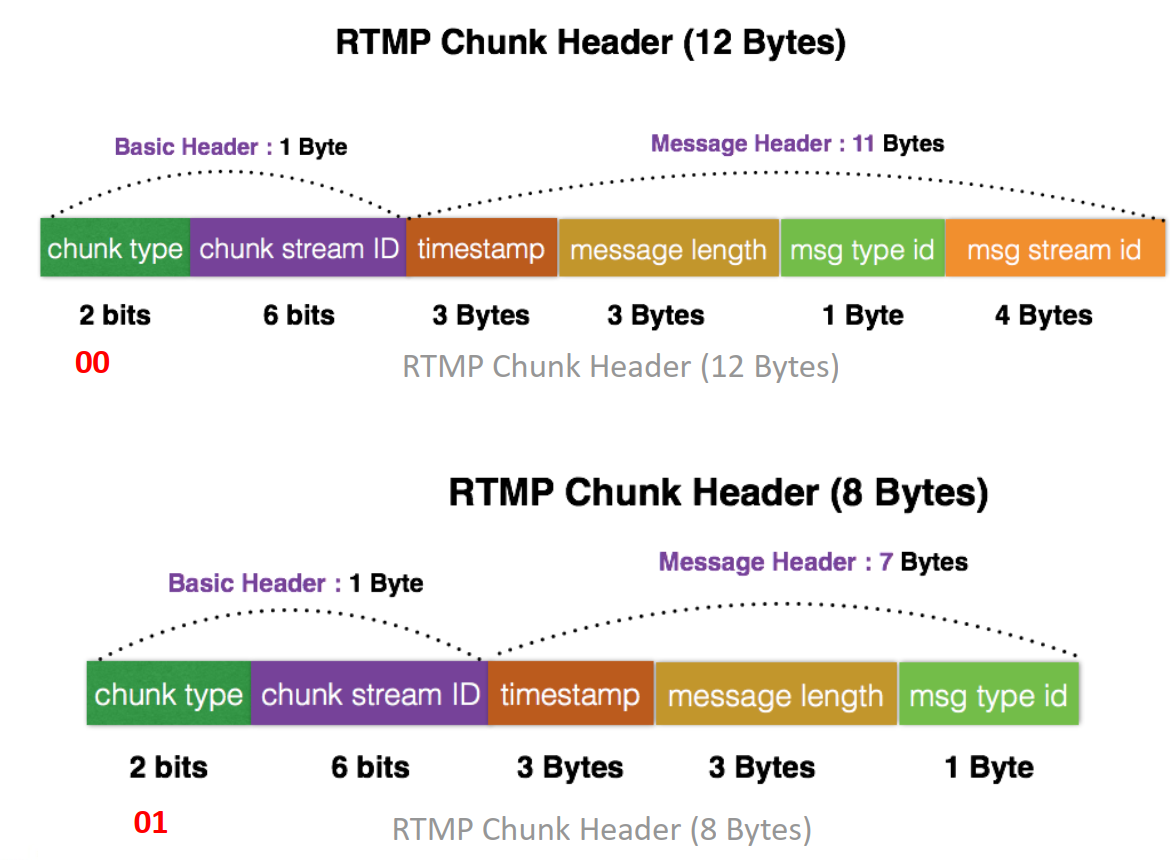 RTMP Chunk Header (12 Bytes)
Basic Header : 1 Byte
Message Header : 11 Bytes
chunk type chunk stream ID timestamp message length msg type id msg stream id
2 bits 6 bits 3 Bytes 3 Bytes 1 Byte 4 Bytes
00
RTMP Chunk Header (12 Bytes)
RTMP Chunk Header (8 Bytes)
Basic Header : 1 Byte
Message Header : 7 Bytes
chunk type chunk stream ID timestamp message length msg type id
2 bits 6 bits 3 Bytes 3 Bytes 1 Byte
01
RTMP Chunk Header (8 Bytes)